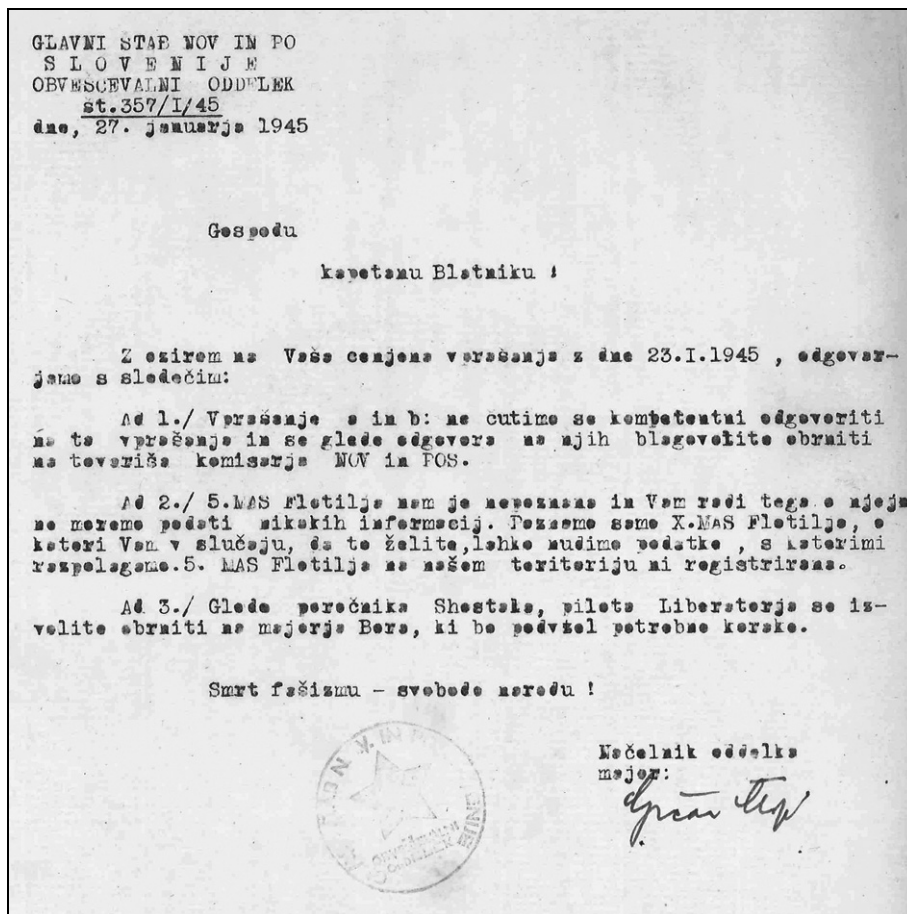 GLAVNI ŠTAB NOV IN PO
S L O V E N I J E
OBVEŠČEVALNI ODDELEK
št.357/I/45
dne, 27. januarja 1945
Gospodu
kapetanu Blatniku !
Z ozirom na Vaša cenjena vprašanja z dne 23.I.1945 , odgovar-
jamo s sledečim:
Ad 1./ Vprašanje a in b: ne čutimo se kompetentni odgovoriti
na ta vprašanja in se glede odgovora na njih blagovolite obrniti
na tovariša komisarja NOV in POS.
Ad 2./ 5.MAS Flotilja nam je nepoznana in Vam radi tega o njej
ne moremo podati nikakih informacij. Poznamo samo X.MAS Flotiljo, o
kateri Vam v slučaju, da to želite,lahko nudimo podatke , s katerimi
razpolagamo.5. MAS Flotilja na našem teritoriju ni registrirana.
Ad 3./ Glede poročnika Shestaka, pilota Liberatorja se iz-
volite obrniti na majorja Bora, ki bo podvzel potrebne korake.
Smrt fašizmu - svobodo narodu !
Načelnik oddelka
major: